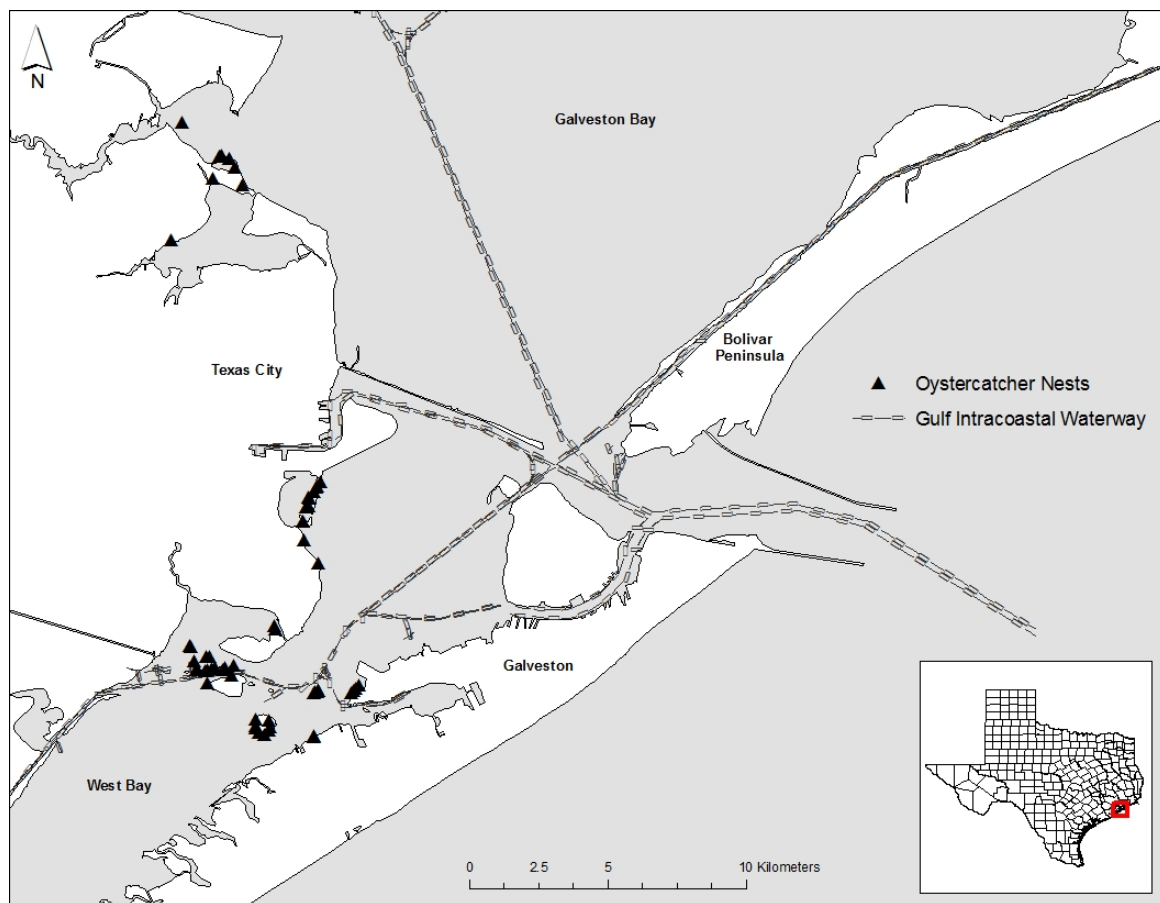 N
Galveston Bay
Bolivar
Peninsula
Texas City
Oystercatcher Nests
Gulf Intracoastal Waterway
Galveston
West Bay
0 2.5 5 10 Kilometers